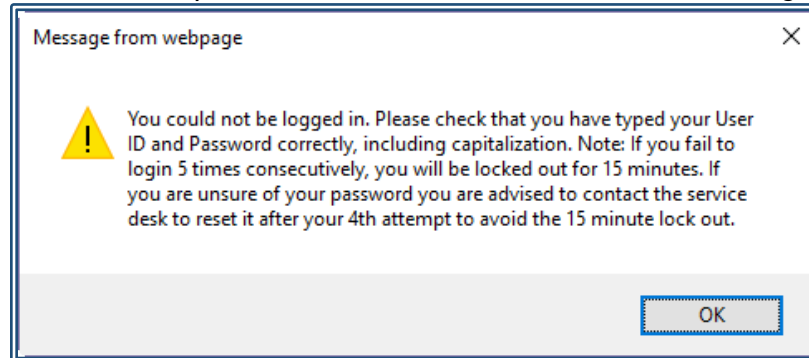 Message from webpage
You could not be logged in. Please check that you have typed your User
ID and Password correctly, including capitalization. Note: If you fail to
login 5 times consecutively, you will be locked out for 15 minutes. If
you are unsure of your password you are advised to contact the service
desk to reset it after your 4th attempt to avoid the 15 minute lock out.
OK